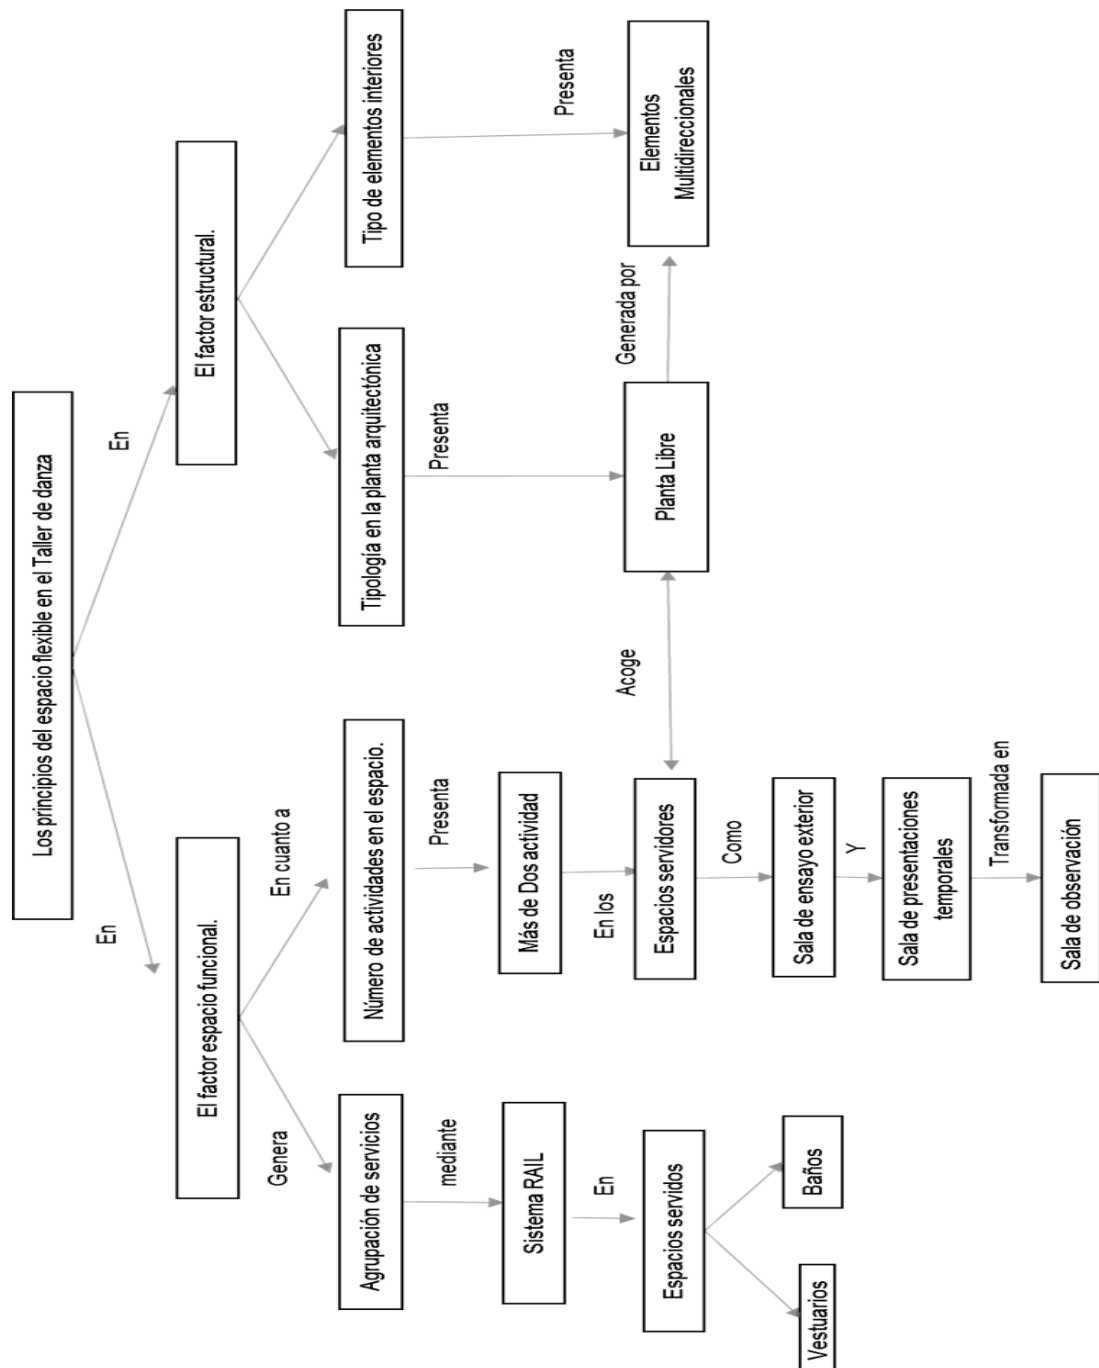 Los principios del espacio flexible en el Taller de danza
En
En
El factor espacio funcional.
El factor estructural.
Genera
En cuanto a
Agrupación de servicios
Número de actividades en el espacio.
Tipología en la planta arquitectónica
Tipo de elementos interiores
mediante
Presenta
Presenta
Presenta
Sistema RAIL
Más de Dos actividad
En
En los
Acoge
Generada por
Espacios servidos
Espacios servidores
Planta Libre
Elementos
Multidireccionales
Como
Vestuarios
Baños
Sala de ensayo exterior
Y
Sala de presentaciones
temporales
Transformada en
Sala de observación